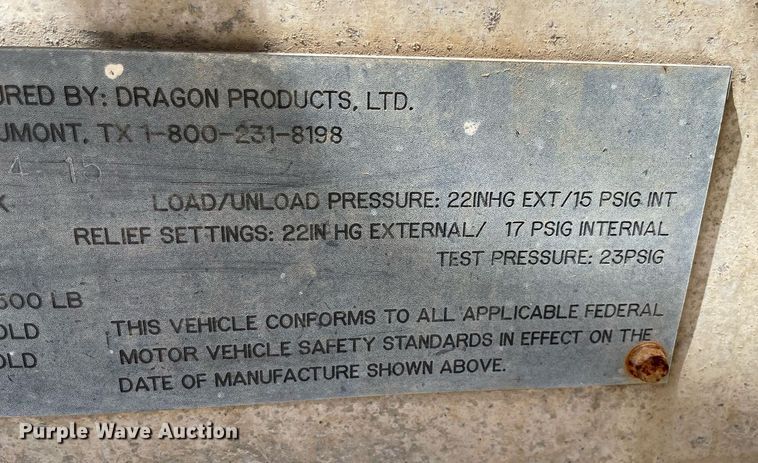 URED BY: DRAGON PRODUCTS, LTD.
UMONT, TX 1-800-231-8198
4-15
K LOAD/UNLOAD PRESSURE: 22INHG EXT/15 PSIG INT
RELIEF SETTINGS: 22IN HG EXTERNAL/ 17 PSIG INTERNAL
TEST PRESSURE: 23PSIG
500 LB
OLD THIS VEHICLE CONFORMS TO ALL APPLICABLE FEDERAL
OLD MOTOR VEHICLE SAFETY STANDARDS IN EFFECT ON THE
DATE OF MANUFACTURE SHOWN ABOVE.
Purple Wave Auction